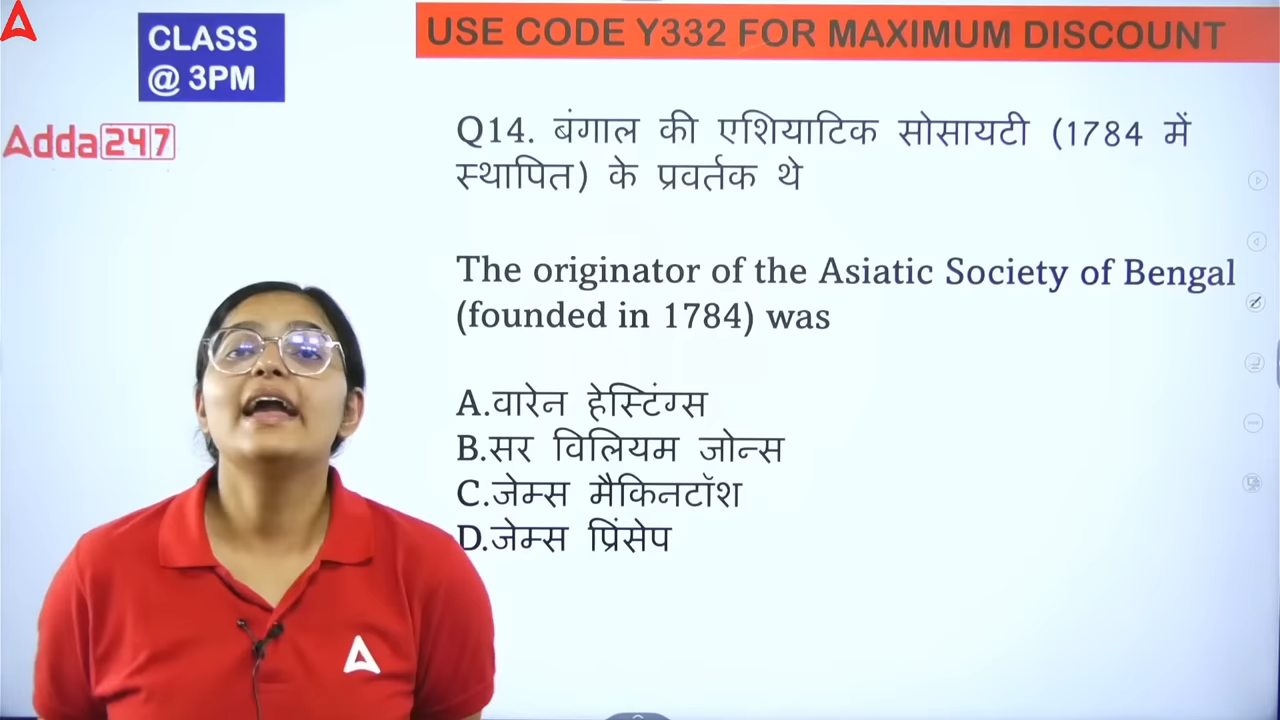 CLASS
@ 3PM
USE CODE Y332 FOR MAXIMUM DISCOUNT
Adda247
Q14. बंगाल की एशियाटिक सोसायटी (1784 में
स्थापित) के प्रवर्तक थे
The originator of the Asiatic Society of Bengal
(founded in 1784) was
A.वारेन हेस्टिंग्स
B.सर विलियम जोन्स
C.जेम्स मैकिनटॉश
D.जेम्स प्रिंसेप